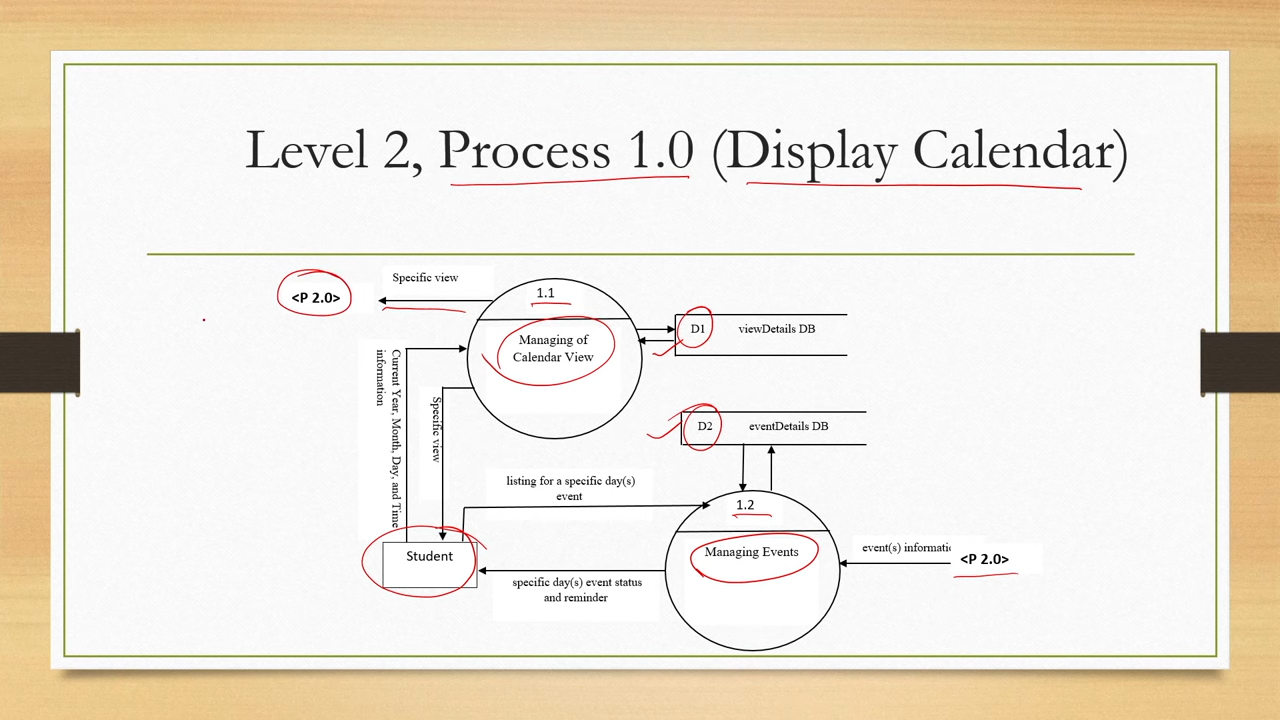 Level 2, Process 1.0 (Display Calendar)
Specific view
<P 2.0>
1.1
Managing of
Calendar View
D1
viewDetails DB
Current Year, Month, Day, and Time
information
Specific view
D2
eventDetails DB
listing for a specific day(s)
event
1.2
Managing Events
event(s) informatic
<P 2.0>
Student
specific day(s) event status
and reminder